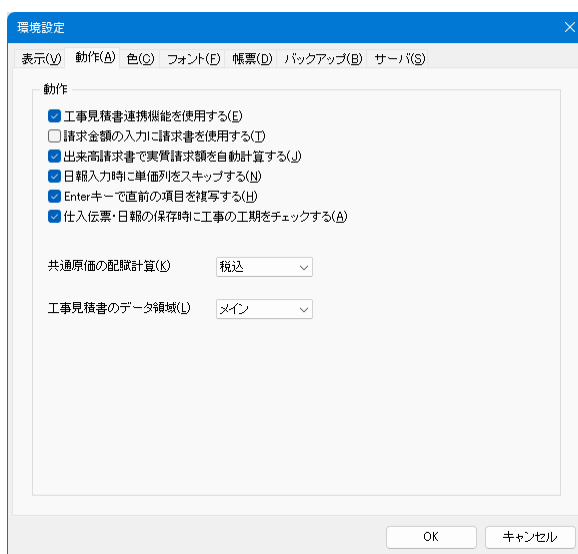 環境設定
表示(V) 動作(A) 色(C) フォント(F) 帳票(D) バックアップ(B) サーバ(S)
動作
工事見積書連携機能を使用する(E)
請求金額の入力に請求書を使用する(T)
出来高請求書で実質請求額を自動計算する(J)
日報入力時に単価列をスキップする(N)
Enterキーで直前の項目を複写する(H)
仕入伝票・日報の保存時に工事の工期をチェックする(A)
共通原価の配賦計算(K) 税込
工事見積書のデータ領域(L) メイン
OK キャンセル